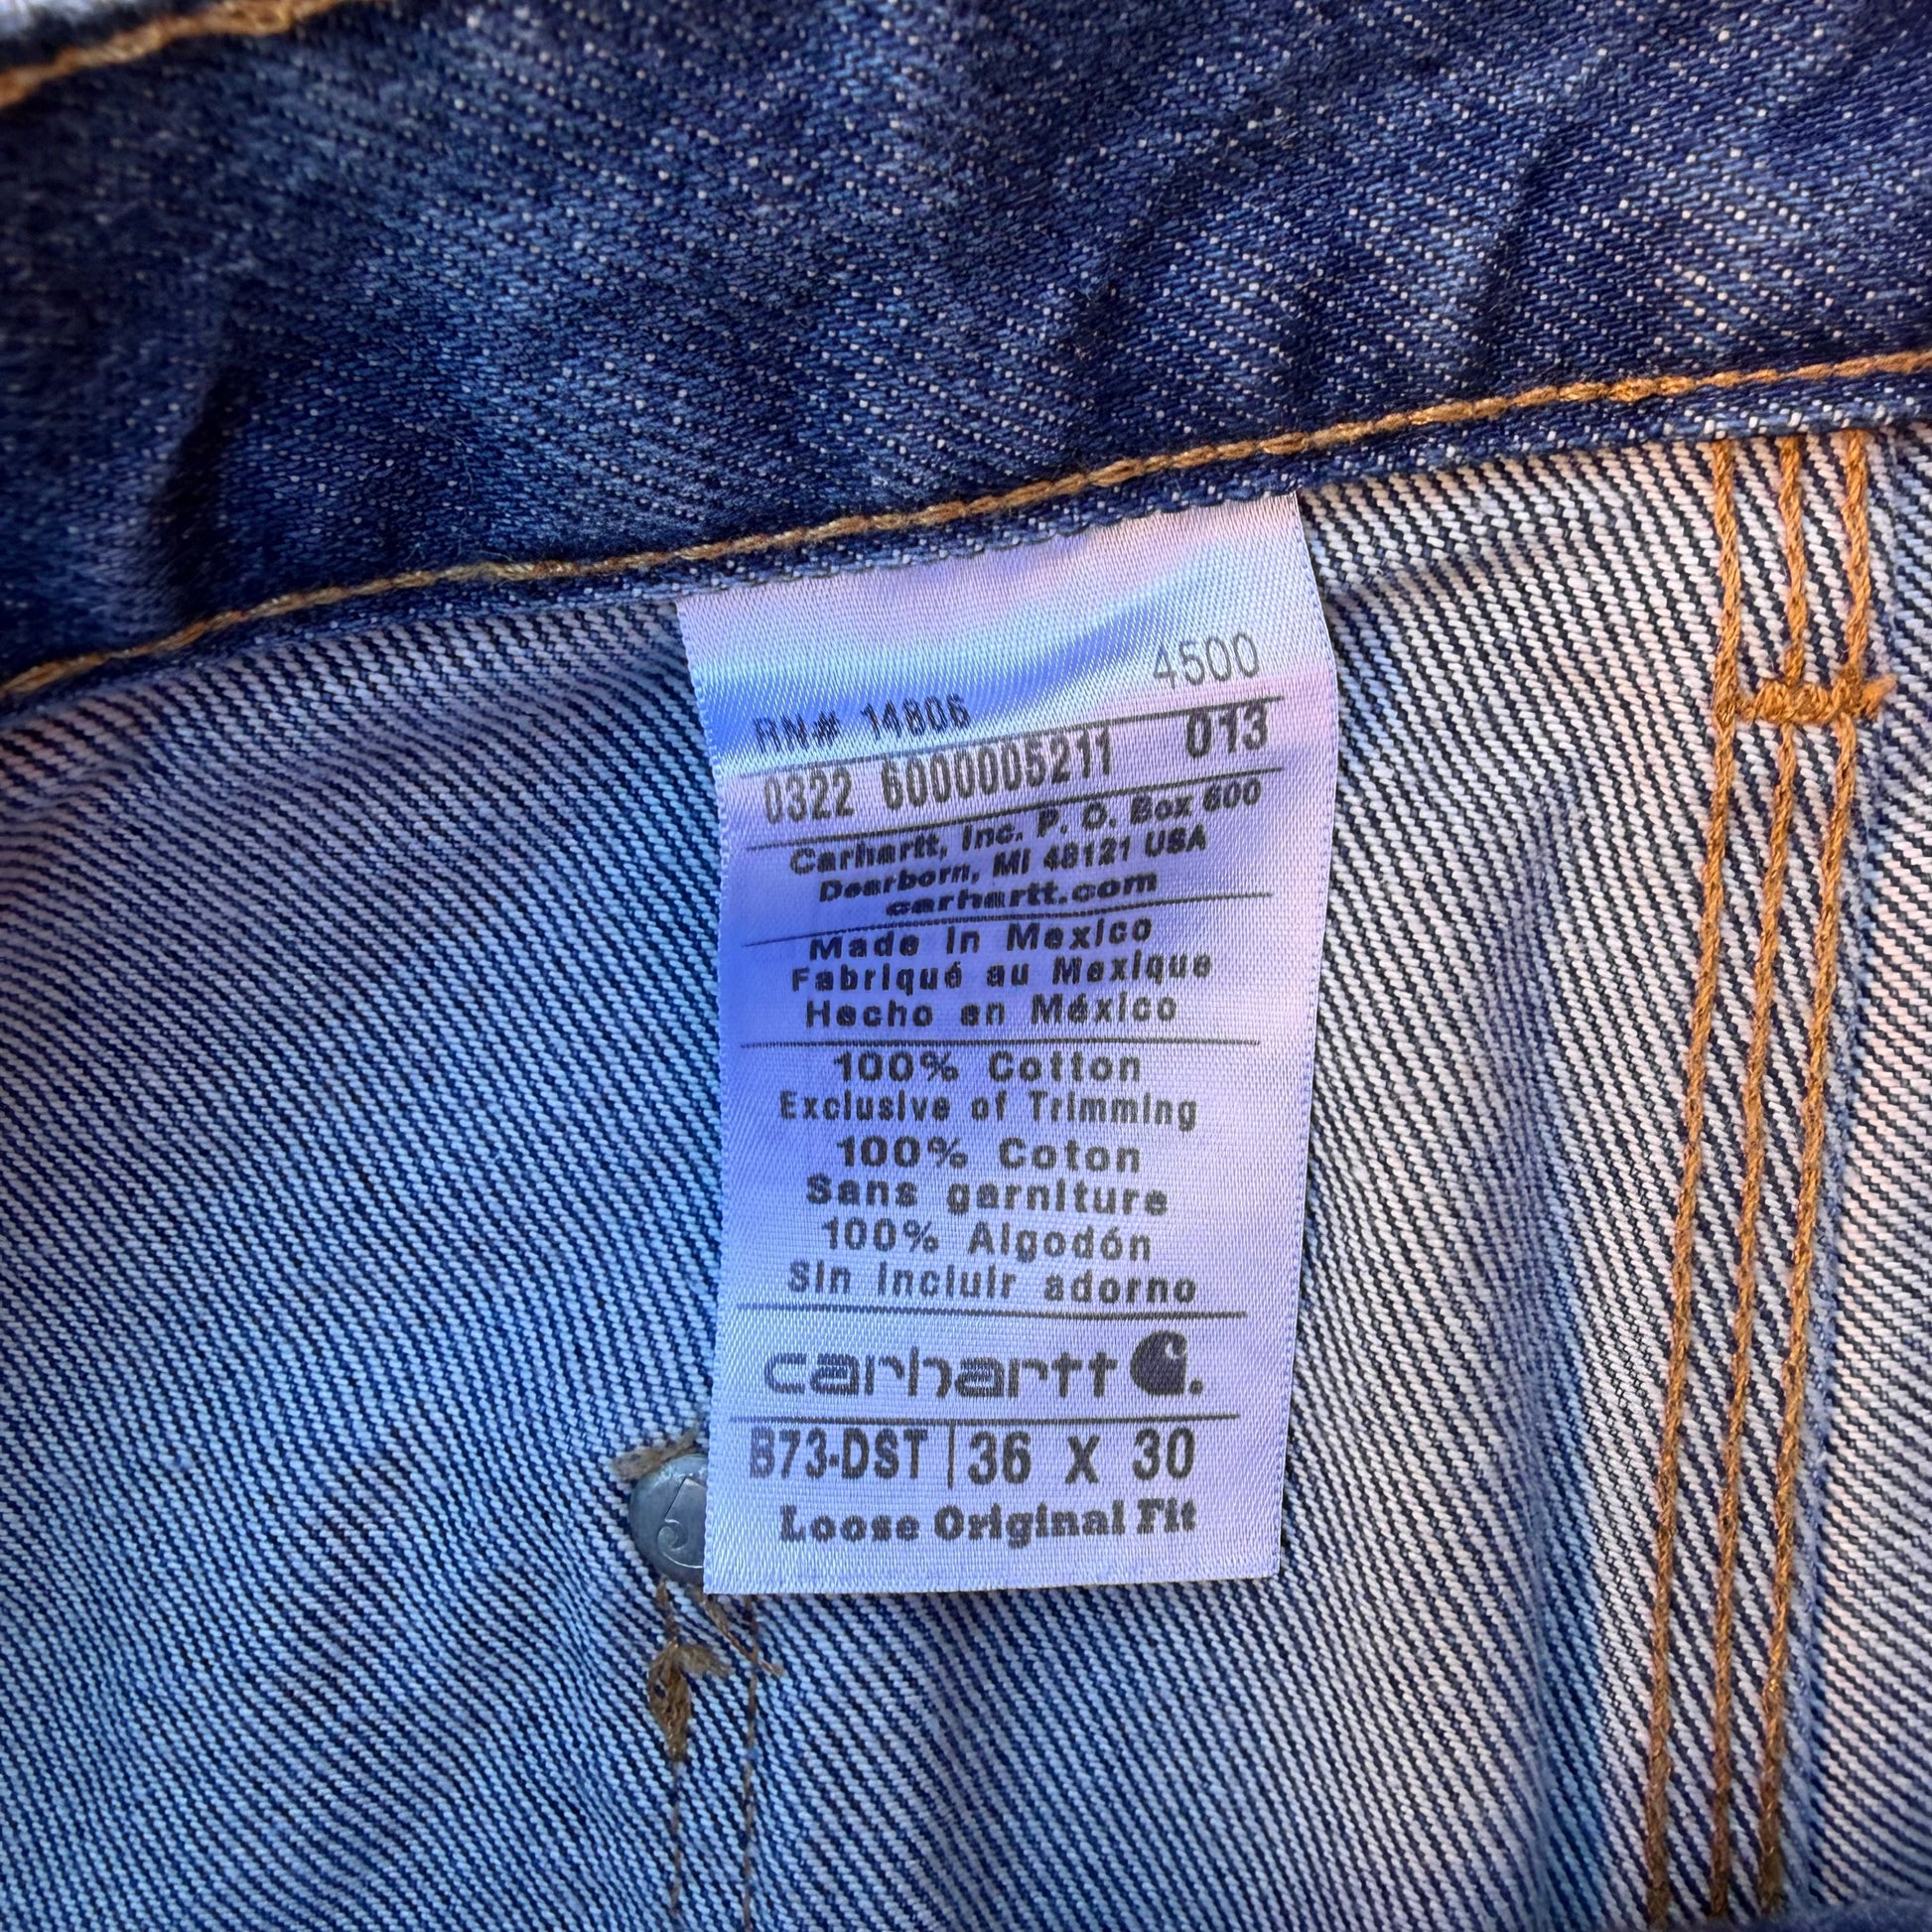 4500
RN# 14806
0322 6000005211 013
Carhartt, Inc. P. O. Box 600
Dearborn, MI 48121 USA
carhartt.com
Made in Mexico
Fabriqué au Mexique
Hecho en México
100% Cotton
Exclusive of Trimming
100% Coton
Sans garniture
100% Algodón
Sin incluir adorno
carhartt
B73-DST | 36 X 30
Loose Original Fit